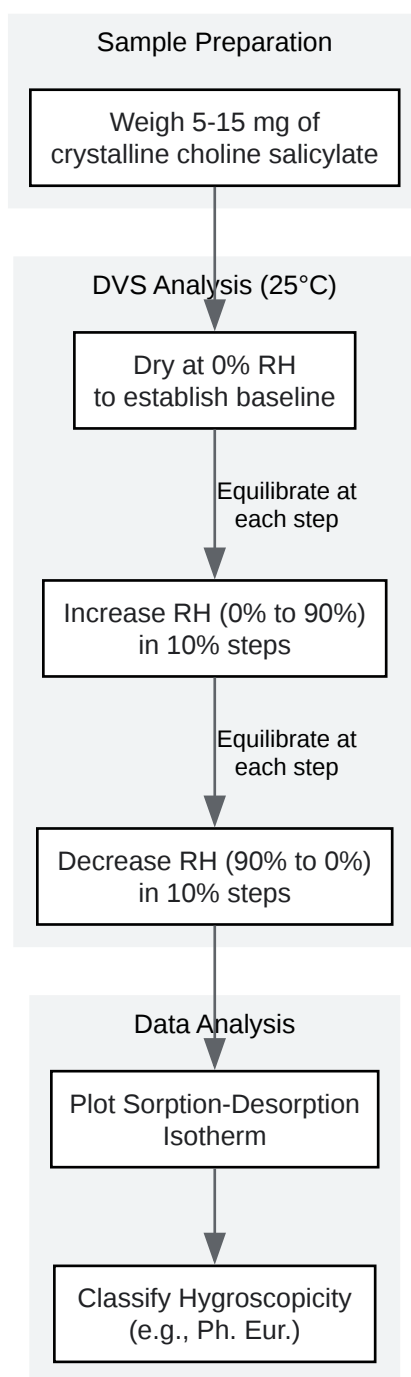 Sample Preparation
Weigh 5-15 mg of
crystalline choline salicylate
DVS Analysis (25°C)
Dry at 0% RH
to establish baseline
Equilibrate at
each step
Increase RH (0% to 90%)
in 10% steps
Equilibrate at
each step
Decrease RH (90% to 0%)
in 10% steps
Data Analysis
Plot Sorption-Desorption
Isotherm
Classify Hygroscopicity
(e.g., Ph. Eur.)